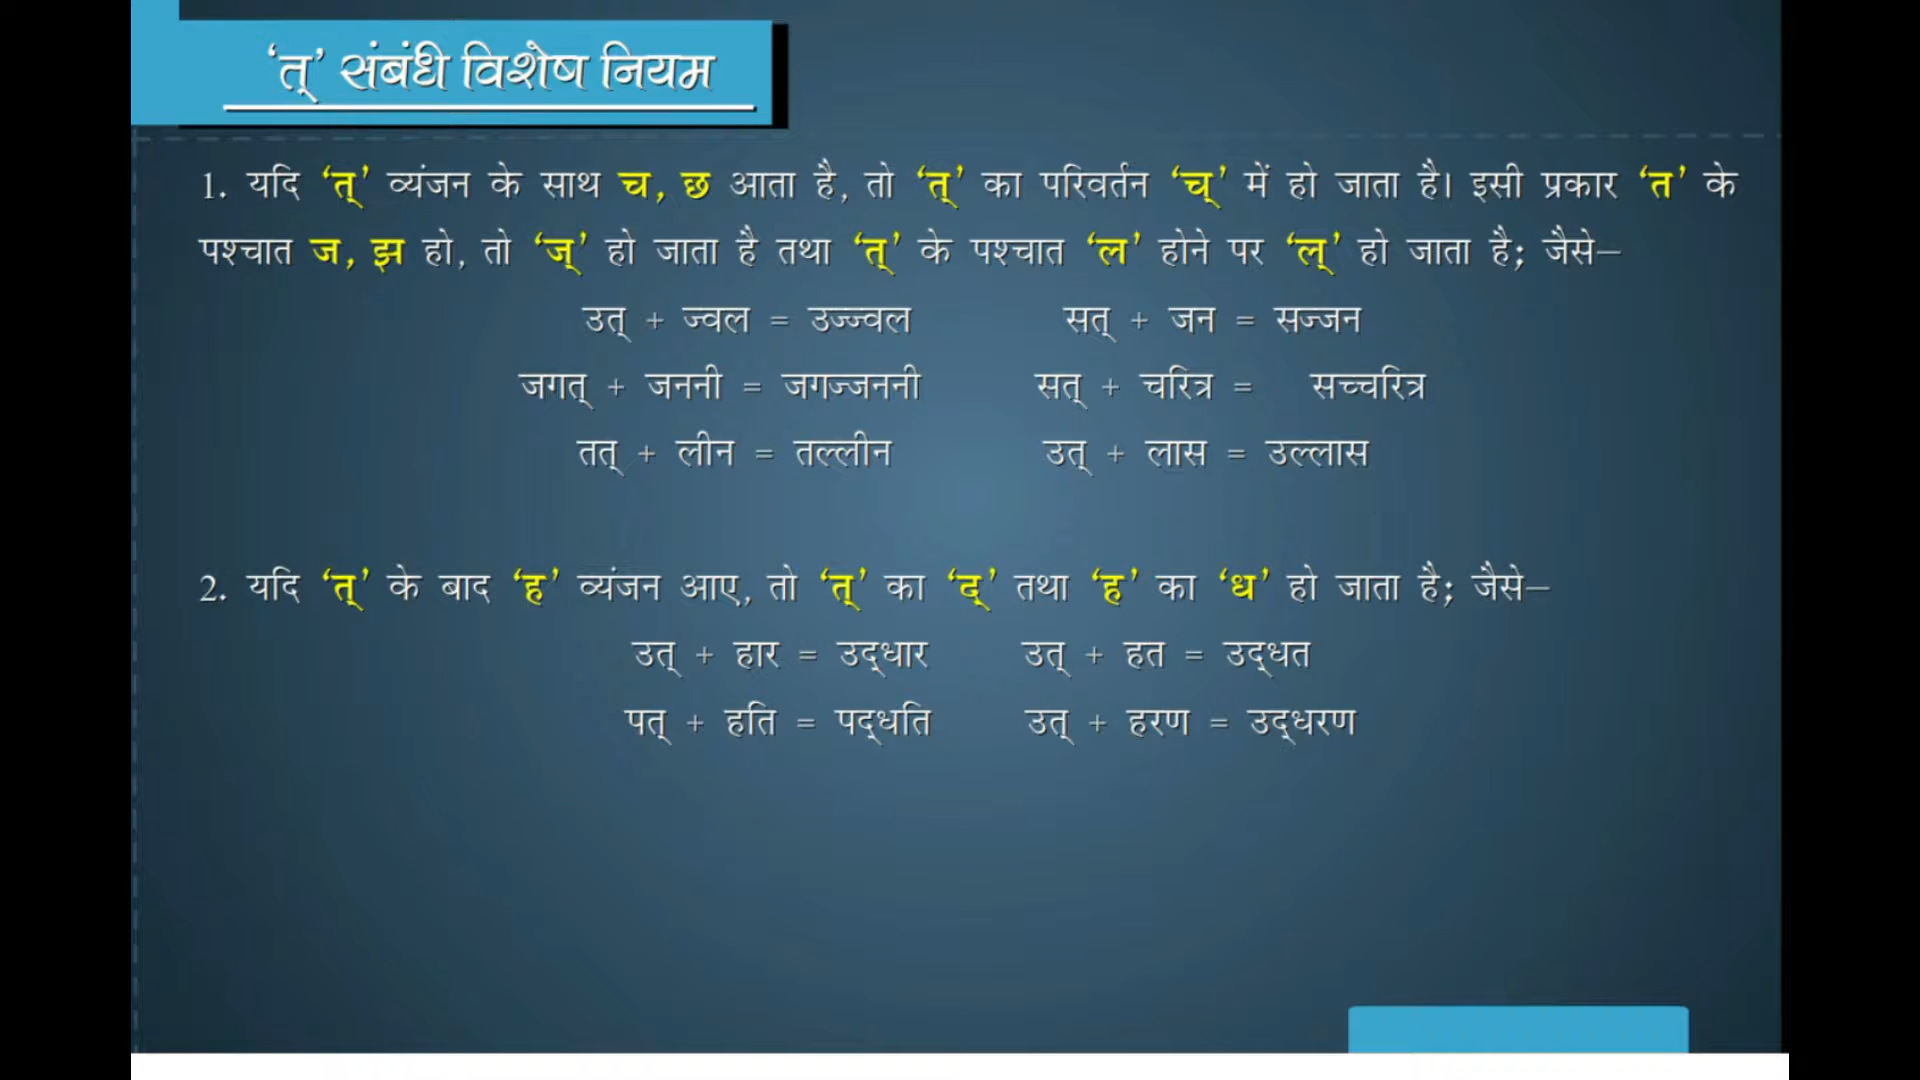 ‘त्’ संबंधी विशेष नियम
1. यदि ‘त्’ व्यंजन के साथ च, छ आता है, तो ‘त्’ का परिवर्तन ‘च्’ में हो जाता है। इसी प्रकार ‘त’ के
पश्चात ज, झ हो, तो ‘ज्’ हो जाता है तथा ‘त्’ के पश्चात ‘ल’ होने पर ‘ल्’ हो जाता है; जैसे–
उत् + ज्वल = उज्ज्वल सत् + जन = सज्जन
जगत् + जननी = जगज्जननी सत् + चरित्र = सच्चरित्र
तत् + लीन = तल्लीन उत् + लास = उल्लास
2. यदि ‘त्’ के बाद ‘ह’ व्यंजन आए, तो ‘त्’ का ‘द्’ तथा ‘ह’ का ‘ध’ हो जाता है; जैसे–
उत् + हार = उद्‌धार उत् + हत = उद्‌धत
पत् + हति = पद्‌धति उत् + हरण = उद्‌धरण